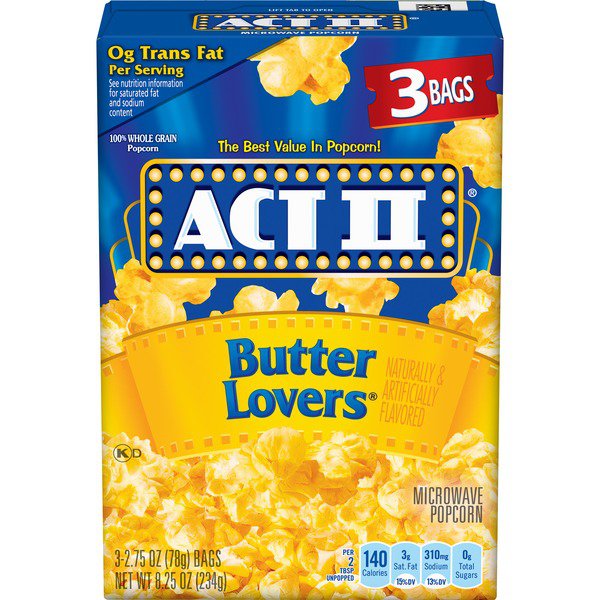 LIFT TAB TO OPEN
ACT II
MICROWAVE POPCORN
0g Trans Fat
Per Serving
See nutrition information
for saturated fat
and sodium
content
100% WHOLE GRAIN
Popcorn
3 BAGS
The Best Value In Popcorn!
ACT II®
Butter
Lovers®
NATURALLY &
ARTIFICIALLY
FLAVORED
K D
MICROWAVE
POPCORN
3-2.75 OZ (78g) BAGS
NET WT 8.25 OZ (234g)
PER
2
TBSP
UNPOPPED
140
Calories
3g
Sat. Fat
15% DV
310mg
Sodium
13% DV
0g
Total
Sugars